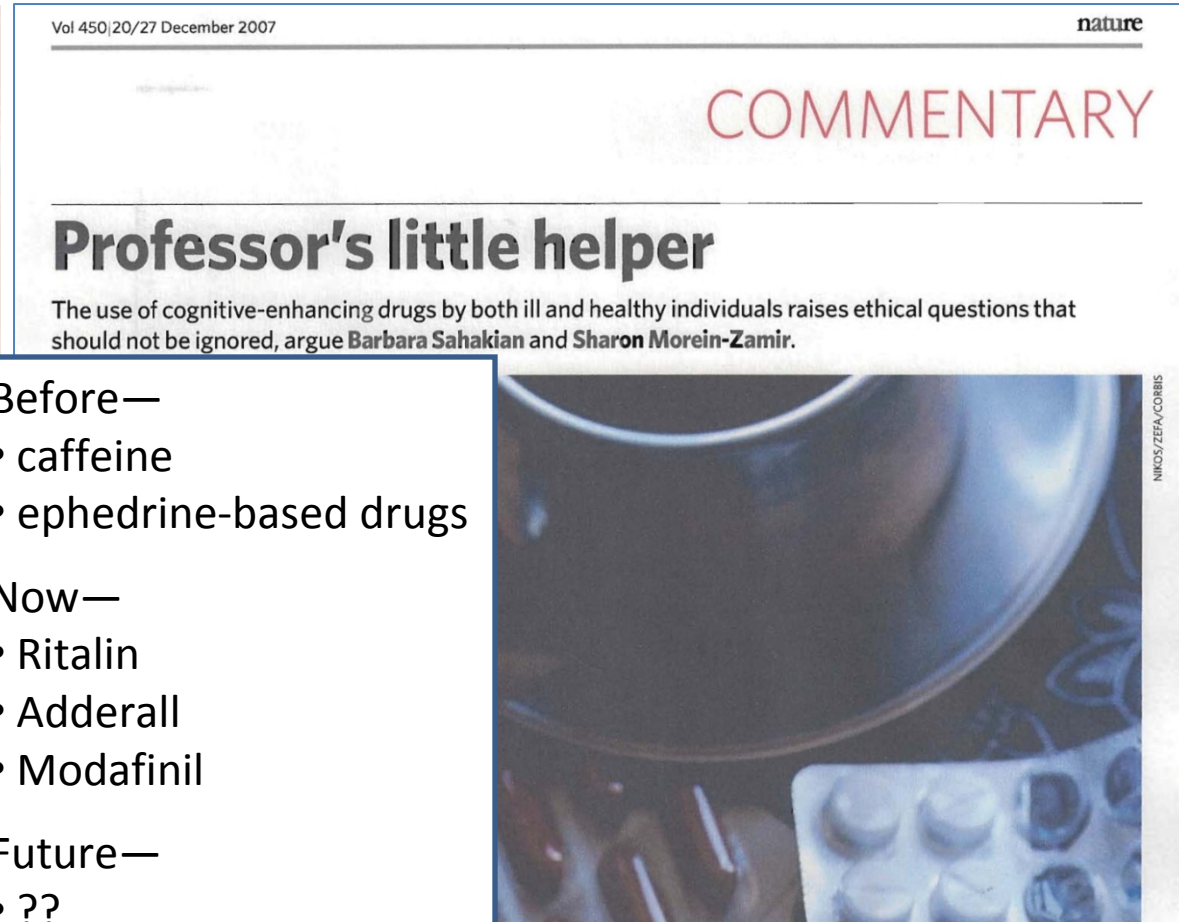 Vol 450|20/27 December 2007
nature
COMMENTARY
Professor's little helper
The use of cognitive-enhancing drugs by both ill and healthy individuals raises ethical questions that
should not be ignored, argue Barbara Sahakian and Sharon Morein-Zamir.
NIKOS/ZEFA/CORBIS
Before—
• caffeine
• ephedrine-based drugs
Now—
• Ritalin
• Adderall
• Modafinil
Future—
• ??